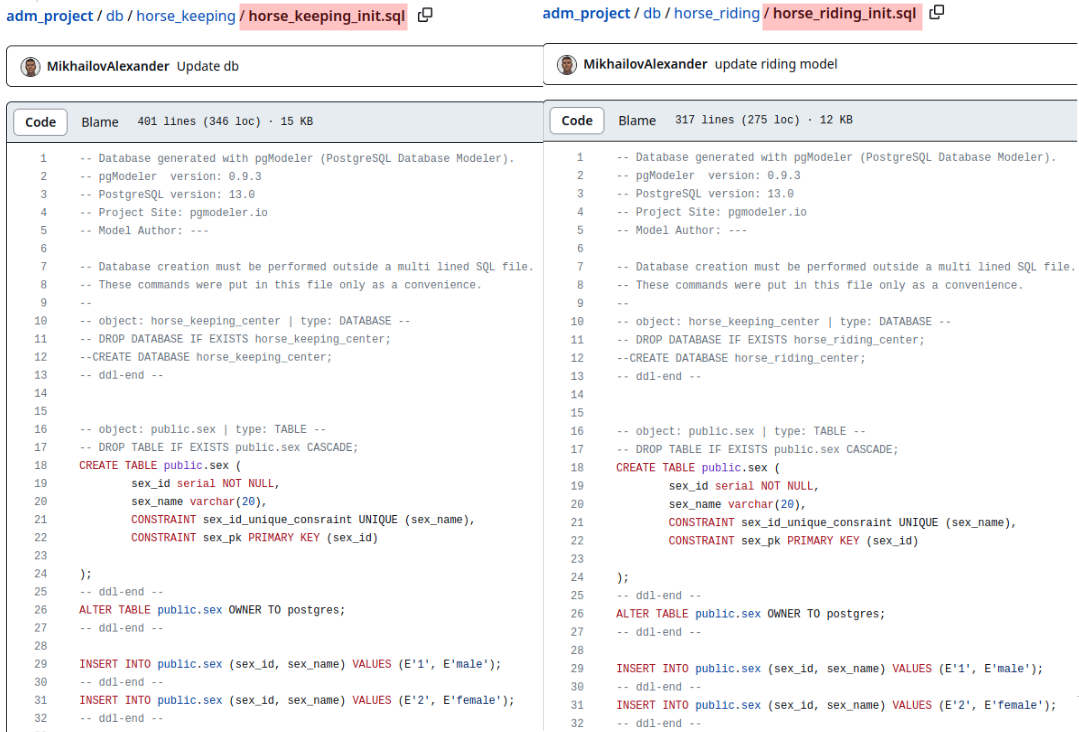 adm_project / db / horse_keeping / horse_keeping_init.sql
MikhailovAlexander Update db
Code Blame 401 lines (346 loc) · 15 KB
1 -- Database generated with pgModeler (PostgreSQL Database Modeler).
2 -- pgModeler  version: 0.9.3
3 -- PostgreSQL version: 13.0
4 -- Project Site: pgmodeler.io
5 -- Model Author: ---
6
7 -- Database creation must be performed outside a multi lined SQL file.
8 -- These commands were put in this file only as a convenience.
9 --
10 -- object: horse_keeping_center | type: DATABASE --
11 -- DROP DATABASE IF EXISTS horse_keeping_center;
12 --CREATE DATABASE horse_keeping_center;
13 -- ddl-end --
14
15
16 -- object: public.sex | type: TABLE --
17 -- DROP TABLE IF EXISTS public.sex CASCADE;
18 CREATE TABLE public.sex (
19 sex_id serial NOT NULL,
20 sex_name varchar(20),
21 CONSTRAINT sex_id_unique_consraint UNIQUE (sex_name),
22 CONSTRAINT sex_pk PRIMARY KEY (sex_id)
23
24 );
25 -- ddl-end --
26 ALTER TABLE public.sex OWNER TO postgres;
27 -- ddl-end --
28
29 INSERT INTO public.sex (sex_id, sex_name) VALUES (E'1', E'male');
30 -- ddl-end --
31 INSERT INTO public.sex (sex_id, sex_name) VALUES (E'2', E'female');
32 -- ddl-end --
adm_project / db / horse_riding / horse_riding_init.sql
MikhailovAlexander update riding model
Code Blame 317 lines (275 loc) · 12 KB
1 -- Database generated with pgModeler (PostgreSQL Database Modeler).
2 -- pgModeler  version: 0.9.3
3 -- PostgreSQL version: 13.0
4 -- Project Site: pgmodeler.io
5 -- Model Author: ---
6
7 -- Database creation must be performed outside a multi lined SQL file.
8 -- These commands were put in this file only as a convenience.
9 --
10 -- object: horse_keeping_center | type: DATABASE --
11 -- DROP DATABASE IF EXISTS horse_riding_center;
12 --CREATE DATABASE horse_riding_center;
13 -- ddl-end --
14
15
16 -- object: public.sex | type: TABLE --
17 -- DROP TABLE IF EXISTS public.sex CASCADE;
18 CREATE TABLE public.sex (
19 sex_id serial NOT NULL,
20 sex_name varchar(20),
21 CONSTRAINT sex_id_unique_consraint UNIQUE (sex_name),
22 CONSTRAINT sex_pk PRIMARY KEY (sex_id)
23
24 );
25 -- ddl-end --
26 ALTER TABLE public.sex OWNER TO postgres;
27 -- ddl-end --
28
29 INSERT INTO public.sex (sex_id, sex_name) VALUES (E'1', E'male');
30 -- ddl-end --
31 INSERT INTO public.sex (sex_id, sex_name) VALUES (E'2', E'female');
32 -- ddl-end --